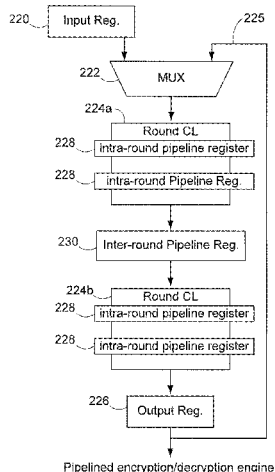 220
Input Reg.
225
222
MUX
224a
Round CL
228
intra-round pipeline register
228
intra-round Pipeline Reg.
230
Inter-round Pipeline Reg.
224b
Round CL
228
intra-round pipeline register
228
intra-round pipeline register
226
Output Reg.
Pipelined encryption/decryption engine